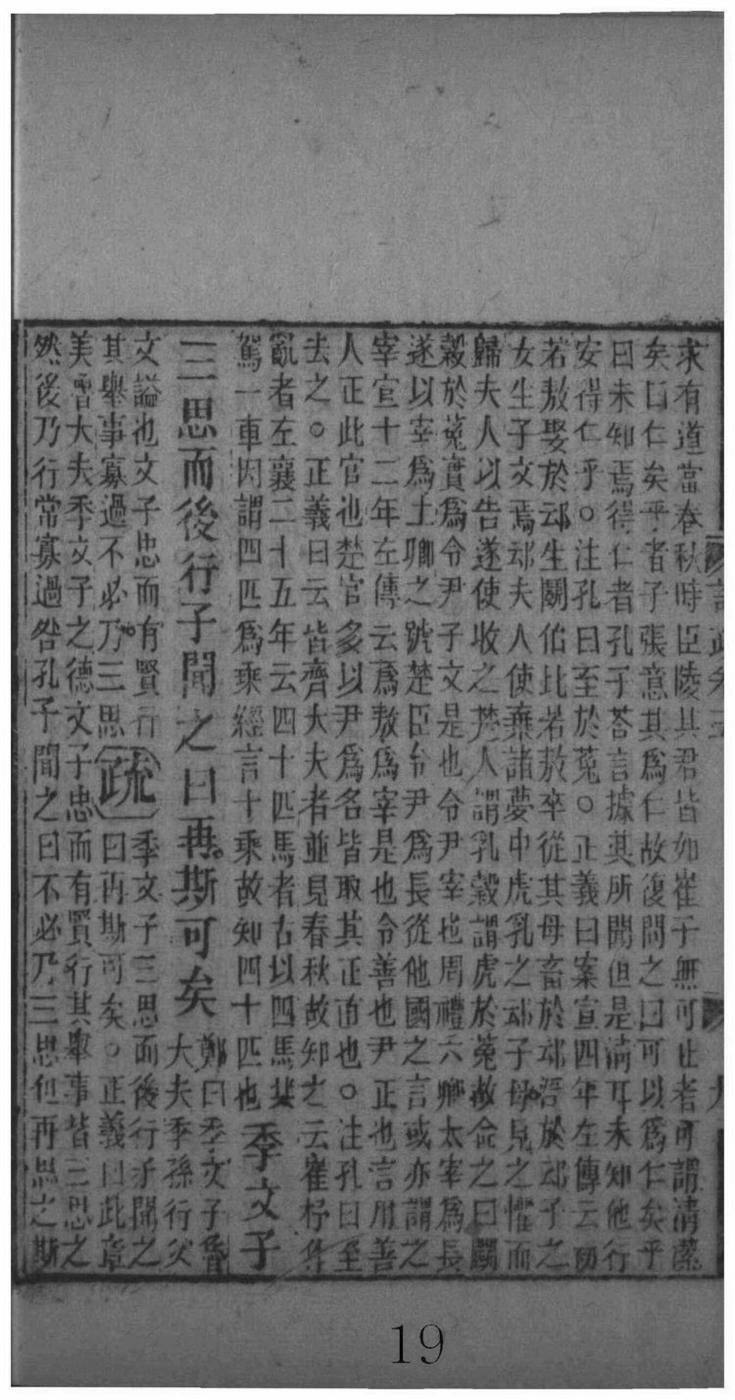 求有道當春秋時臣陵其君皆如崔子無可止者可謂清潔
矣曰仁矣乎者子張意其爲仁故復問之曰可以爲仁矣乎
曰未知焉得仁者孔子荅言據其所聞但是清耳未知他行
安得仁乎○注孔曰至於菟○正義曰案宣四年左傳云初
若敖娶於䢵生鬭伯比若敖卒從其母畜於䢵淫於䢵子之
女生子文焉䢵夫人使棄諸夢中虎乳之䢵子田見之懼而
歸夫人以告遂使收之楚人謂乳穀謂虎於菟故命之曰鬭
穀於菟實爲令尹子文是也令尹宰也周禮六卿太宰爲長
遂以宰爲上卿之號楚臣令尹爲長從他國之言或亦謂之
宰宣十二年左傳云蔿敖爲宰是也令善也尹正也言用善
人正此官也楚官多以尹爲名皆取其正直也○注孔曰至
去之○正義曰云皆齊大夫者並見春秋故知之云崔杼作
亂者左襄二十五年云四十匹馬者古以四馬共
駕一車因謂四匹爲乘經言十乘故知四十匹也季文子
三思而後行子聞之曰再斯可矣鄭曰季文子魯
大夫季孫行父
文謚也文子忠而有賢行
其舉事寡過不必乃三思疏季文子三思而後行子聞之
曰再斯可矣○正義曰此章
美魯大夫季文子之德文子忠而有賢行其舉事皆三思之
然後乃行常寡過咎孔子聞之曰不必乃三思但再思之斯
19